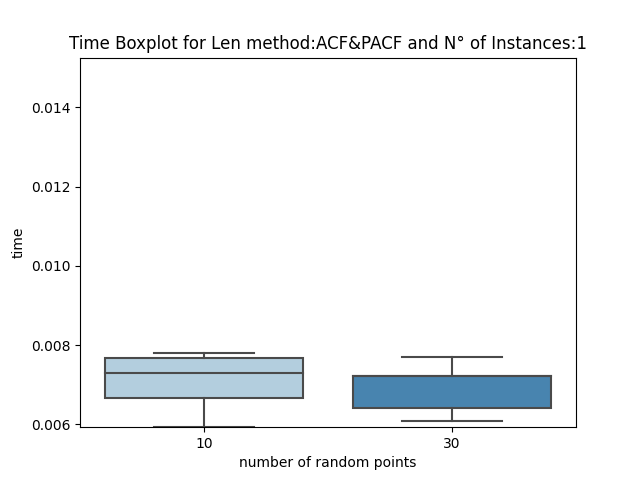 Time Boxplot for Len method:ACF&PACF and N° of Instances:1
0.014
0.012
0.010
0.008
0.006
time
10
30
number of random points